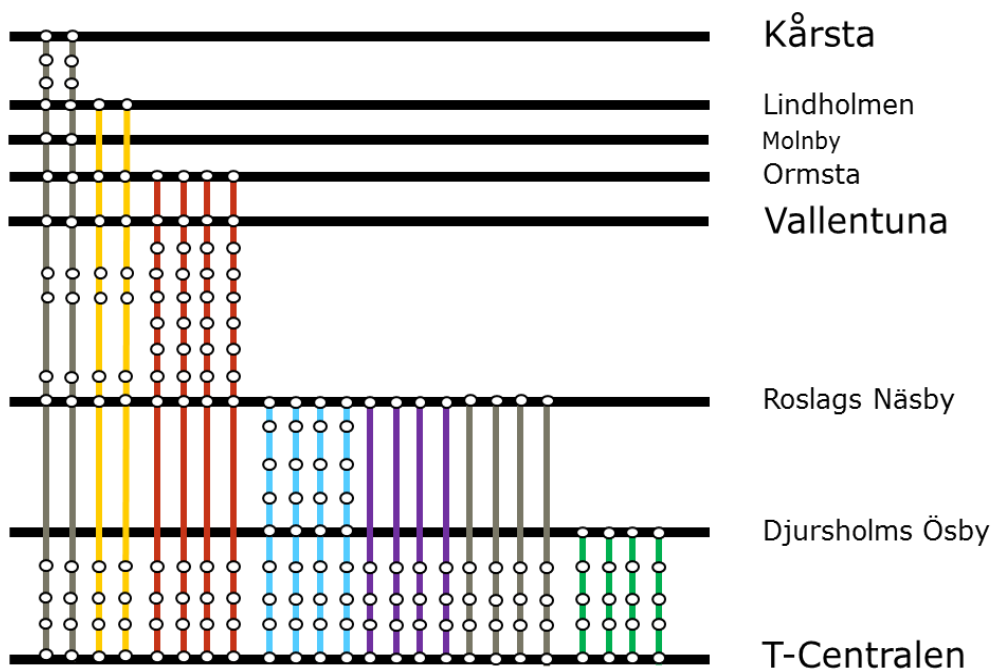 Kårsta
Lindholmen
Molnby
Ormsta
Vallentuna
Roslags Näsby
Djursholms Ösby
T-Centralen